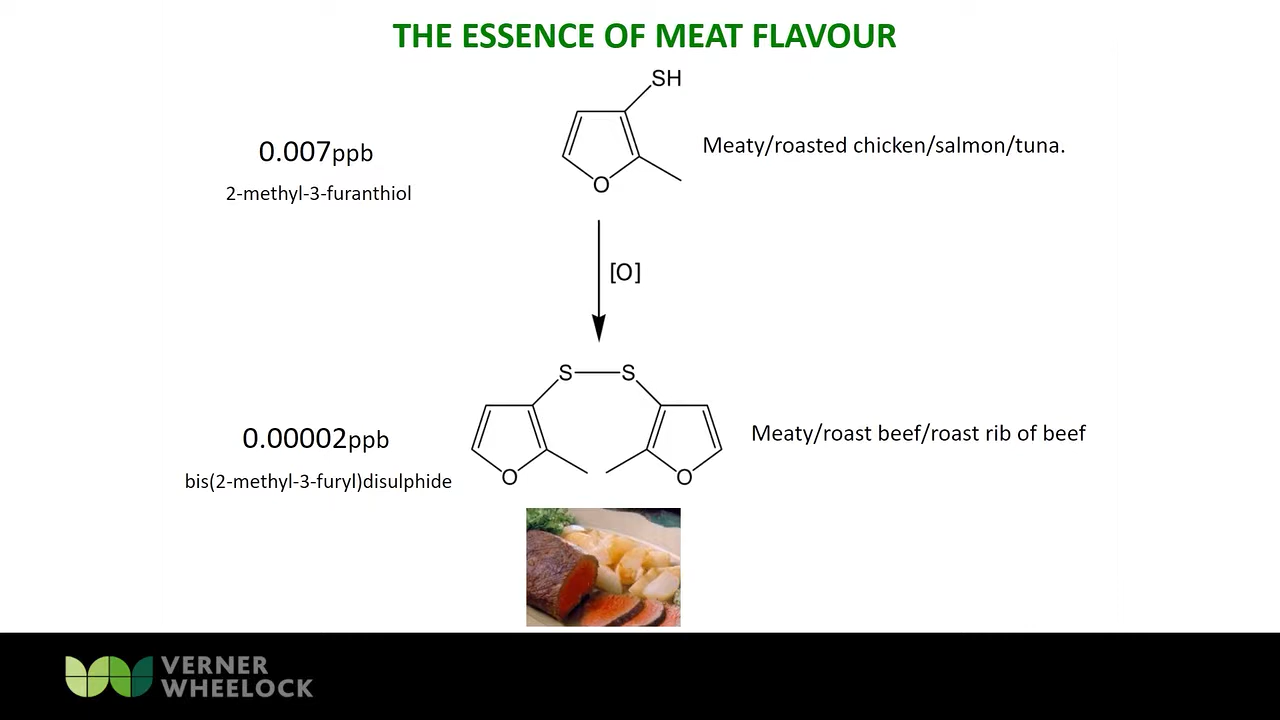 THE ESSENCE OF MEAT FLAVOUR
SH
0.007ppb
2-methyl-3-furanthiol
O
Meaty/roasted chicken/salmon/tuna.
[O]
S S
0.00002ppb
bis(2-methyl-3-furyl)disulphide
O O
Meaty/roast beef/roast rib of beef
VERNER
WHEELOCK